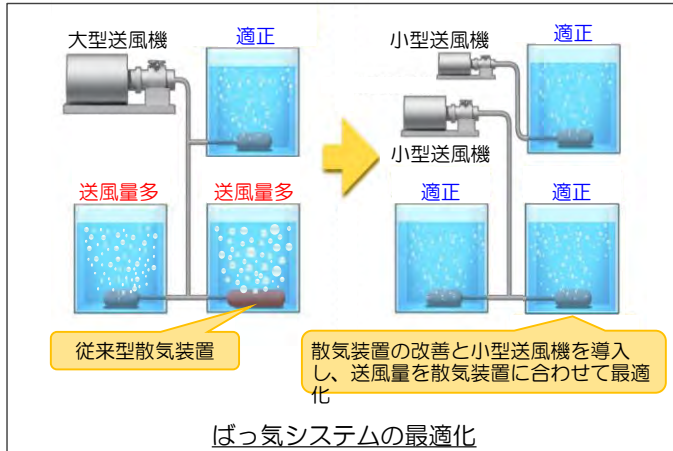 大型送風機
適正
送風量多
送風量多
従来型散気装置
小型送風機
適正
小型送風機
適正
適正
散気装置の改善と小型送風機を導入
し、送風量を散気装置に合わせて最適
化
ばっ気システムの最適化